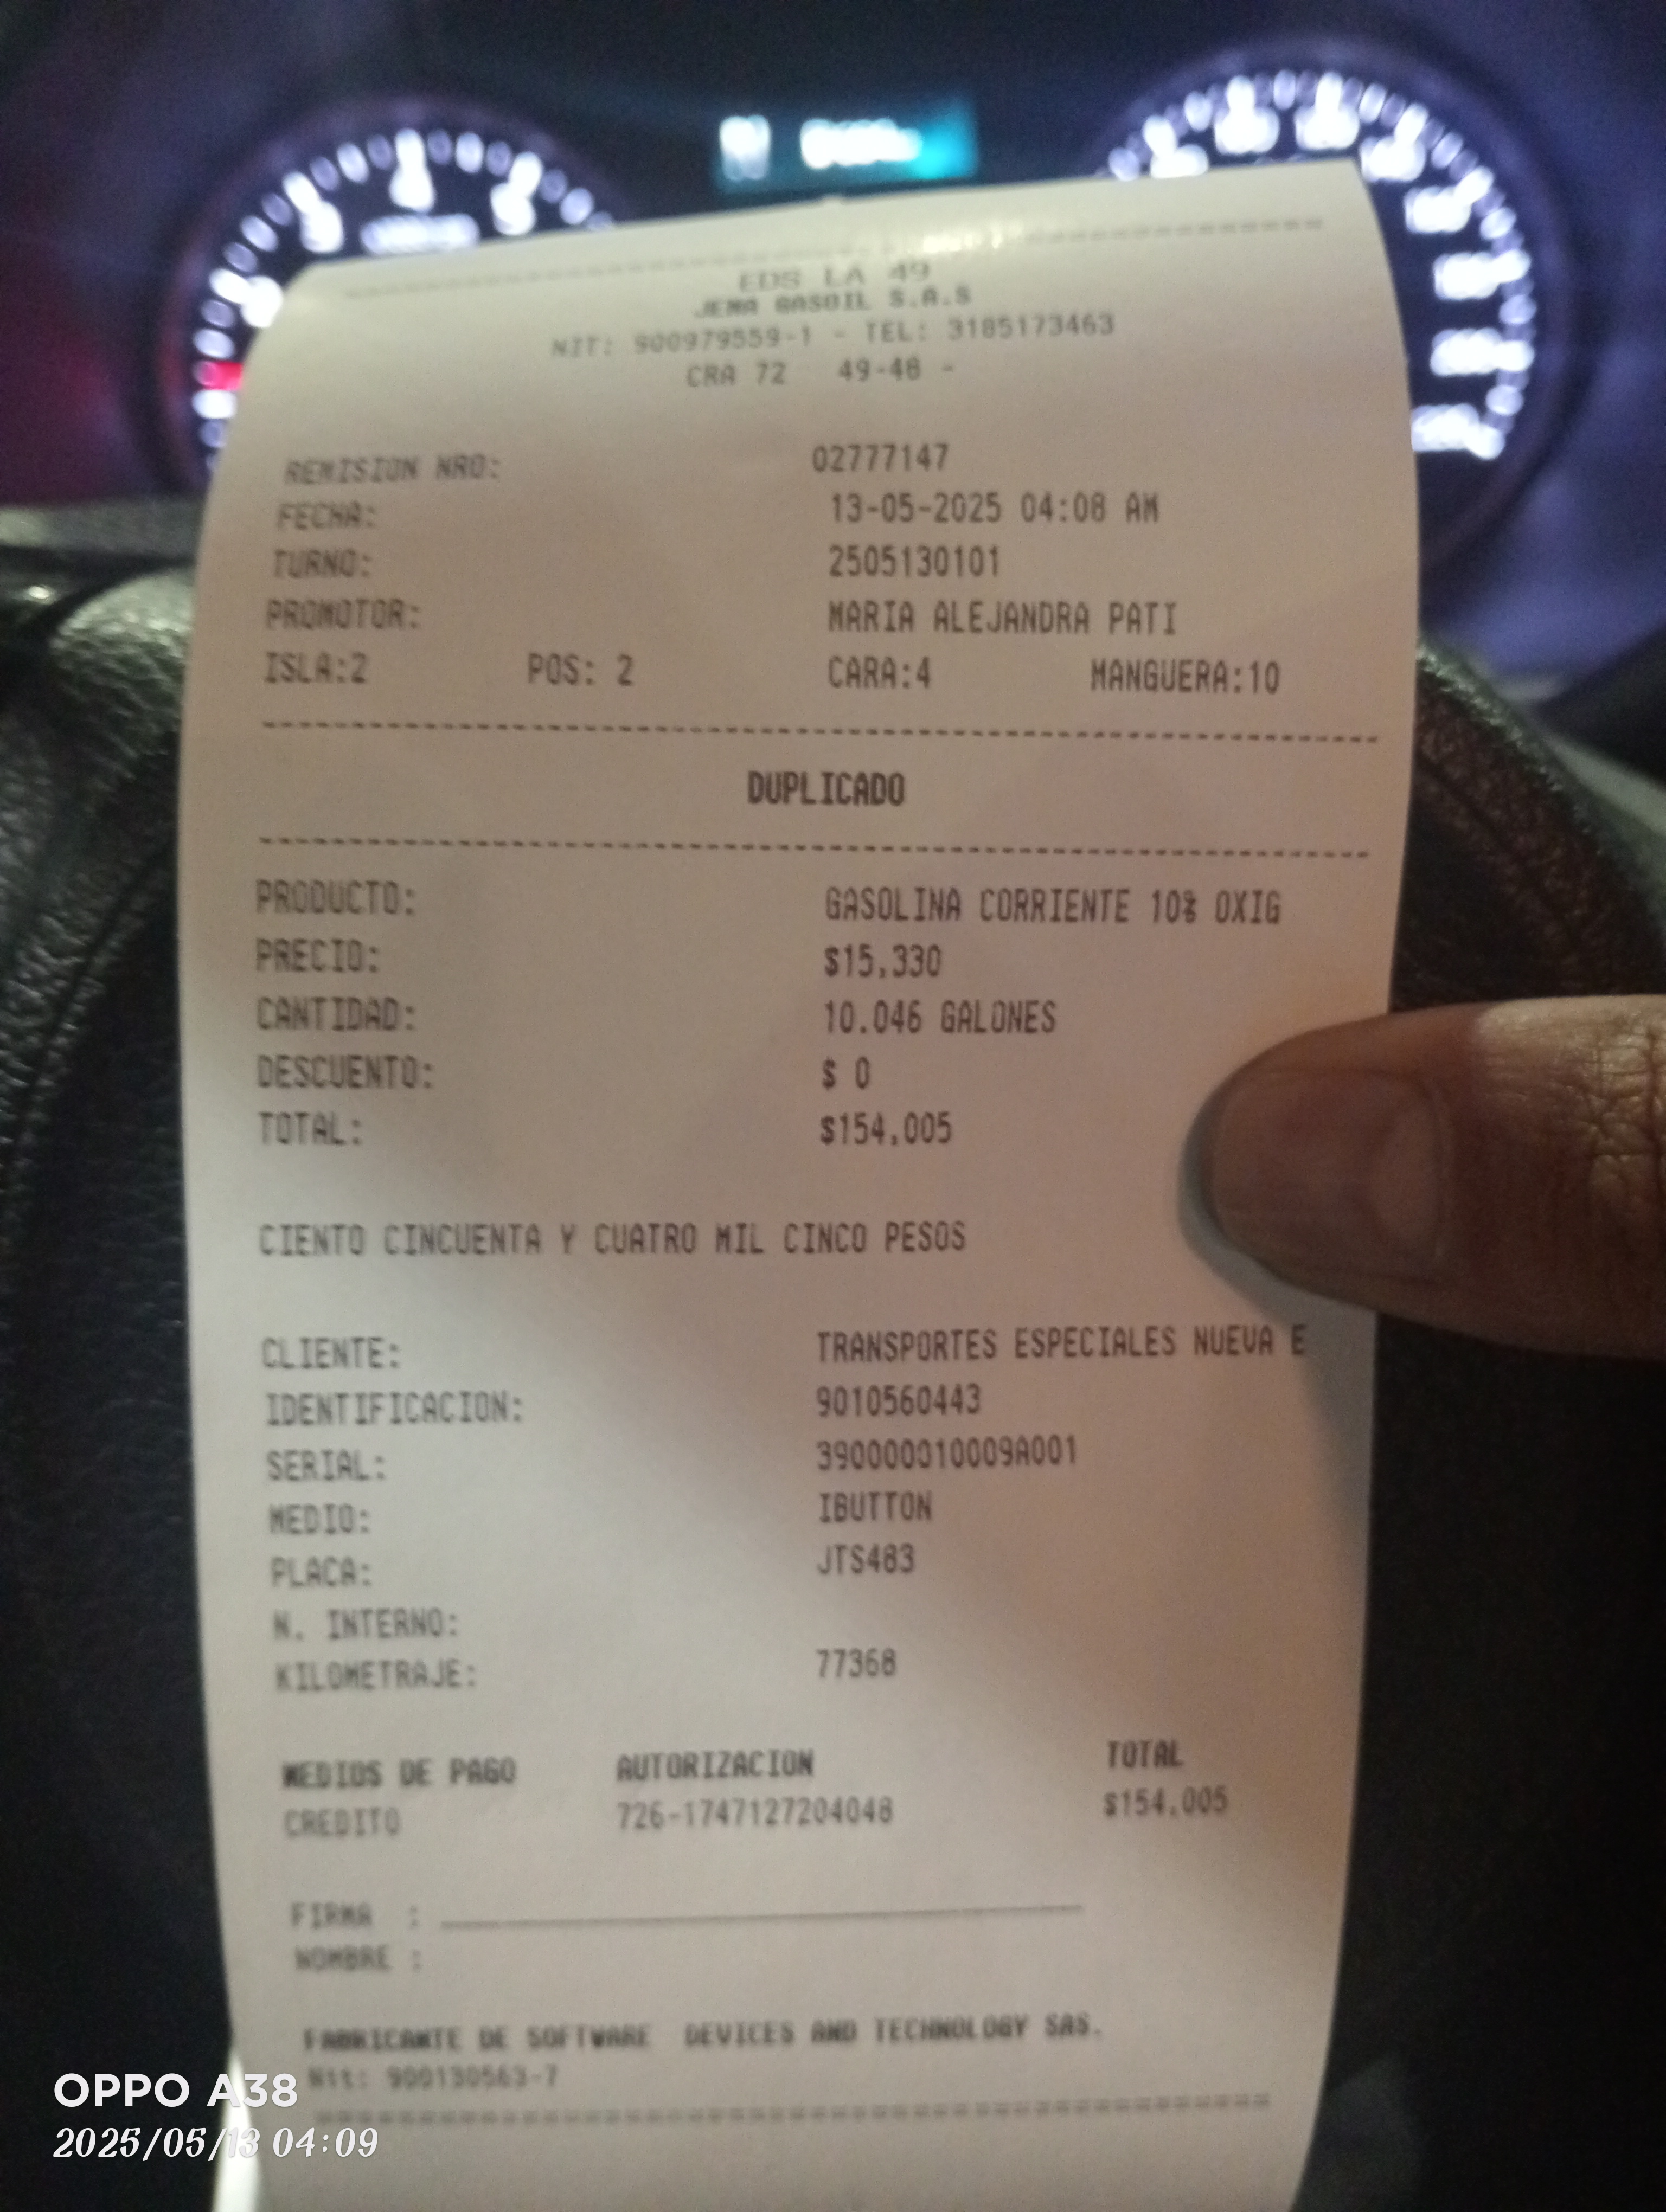 EDS LA 49
JEMA GASOIL S.A.S
NIT: 900979559-1 - TEL: 3185173463
CRA 72 49-48 -
REMISION NRO: 02777147
FECHA: 13-05-2025 04:08 AM
TURNO: 2505130101
PROMOTOR: MARIA ALEJANDRA PATI
ISLA:2 POS: 2 CARA:4 MANGUERA:10
DUPLICADO
PRODUCTO: GASOLINA CORRIENTE 10% OXIG
PRECIO: $15,330
CANTIDAD: 10.046 GALONES
DESCUENTO: $ 0
TOTAL: $154,005
CIENTO CINCUENTA Y CUATRO MIL CINCO PESOS
CLIENTE: TRANSPORTES ESPECIALES NUEVA E
IDENTIFICACION: 9010560443
SERIAL: 390000010009A001
MEDIO: IBUTTON
PLACA: JTS483
N. INTERNO:
KILOMETRAJE: 77368
MEDIOS DE PAGO AUTORIZACION TOTAL
CREDITO 726-1747127204048 $154,005
FIRMA :
NOMBRE :
FABRICANTE DE SOFTWARE DEVICES AND TECHNOLOGY SAS.
Nit: 900130563-7
OPPO A38
2025/05/13 04:09